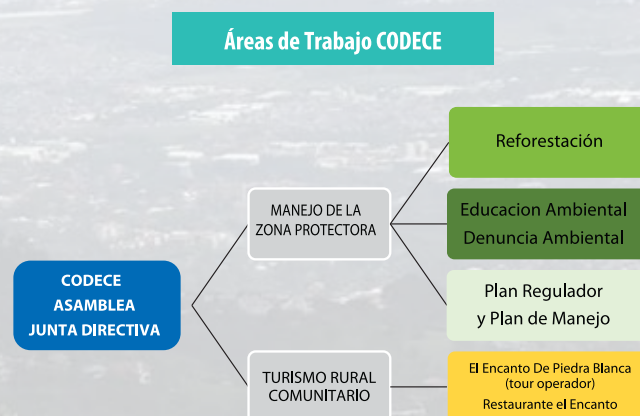 Áreas de Trabajo CODECE
Reforestación
MANEJO DE LA
ZONA PROTECTORA
Educacion Ambiental
Denuncia Ambiental
Plan Regulador
y Plan de Manejo
CODECE
ASAMBLEA
JUNTA DIRECTIVA
TURISMO RURAL
COMUNITARIO
El Encanto De Piedra Blanca
(tour operador)
Restaurante el Encanto